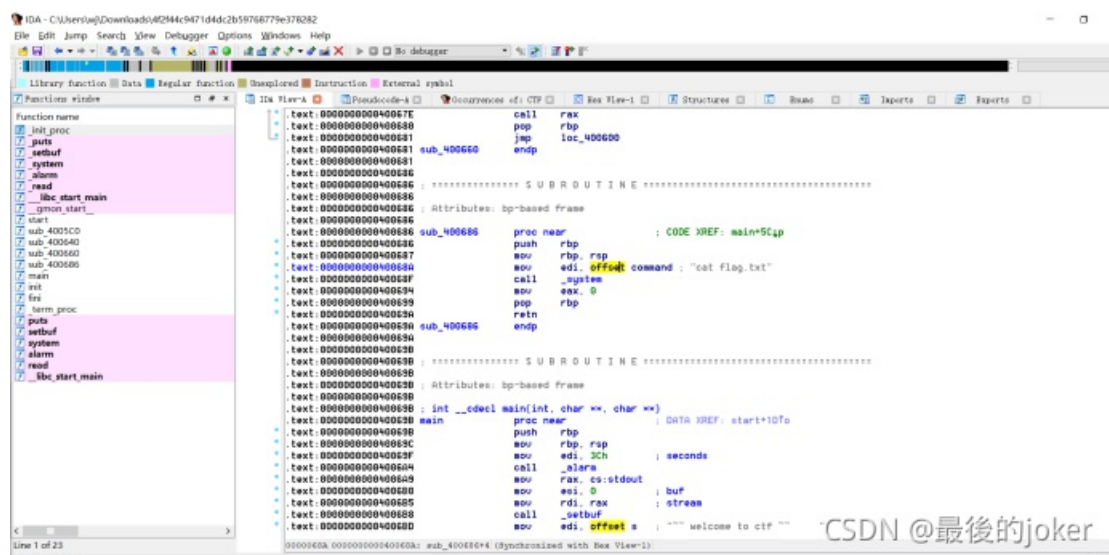 IDA - C:\Users\wj\Downloads\4f2f44c9471d4dc2b59768779e378282
File Edit Jump Search View Debugger Options Windows Help
No debugger
Library function Data Regular function Unexplored Instruction External symbol
Functions window
IDA View-A Pseudocode-A Occurrences of: CTF Hex View-1 Structures Enums Imports Exports
Function name
_init_proc
_puts
_setbuf
_system
_alarm
_read
__libc_start_main
__gmon_start__
start
sub_4005C0
sub_400640
sub_400660
sub_400686
main
init
fini
_term_proc
puts
setbuf
system
alarm
read
__libc_start_main
Line 1 of 23
.text:000000000040067E call rax
.text:0000000000400680 pop rbp
.text:0000000000400681 jmp loc_400600
.text:0000000000400681 sub_400660 endp
.text:0000000000400681
.text:0000000000400686
.text:0000000000400686 ; =============== S U B R O U T I N E =======================================
.text:0000000000400686
.text:0000000000400686 ; Attributes: bp-based frame
.text:0000000000400686
.text:0000000000400686 sub_400686 proc near ; CODE XREF: main+5C↓p
.text:0000000000400686 push rbp
.text:0000000000400687 mov rbp, rsp
.text:000000000040068A mov edi, offset command ; "cat flag.txt"
.text:000000000040068F call _system
.text:0000000000400694 mov eax, 0
.text:0000000000400699 pop rbp
.text:000000000040069A retn
.text:000000000040069A sub_400686 endp
.text:000000000040069A
.text:000000000040069B
.text:000000000040069B ; =============== S U B R O U T I N E =======================================
.text:000000000040069B
.text:000000000040069B ; Attributes: bp-based frame
.text:000000000040069B
.text:000000000040069B ; int __cdecl main(int, char **, char **)
.text:000000000040069B main proc near ; DATA XREF: start+1D↑o
.text:000000000040069B push rbp
.text:000000000040069C mov rbp, rsp
.text:000000000040069F mov edi, 3Ch ; seconds
.text:00000000004006A4 call _alarm
.text:00000000004006A9 mov rax, cs:stdout
.text:00000000004006B0 mov esi, 0 ; buf
.text:00000000004006B5 mov rdi, rax ; stream
.text:00000000004006B8 call _setbuf
.text:00000000004006BD mov edi, offset s ; "~~ welcome to ctf ~~
0000068A 000000000040068A: sub_400686+4 (Synchronized with Hex View-1)
CSDN @最後的joker